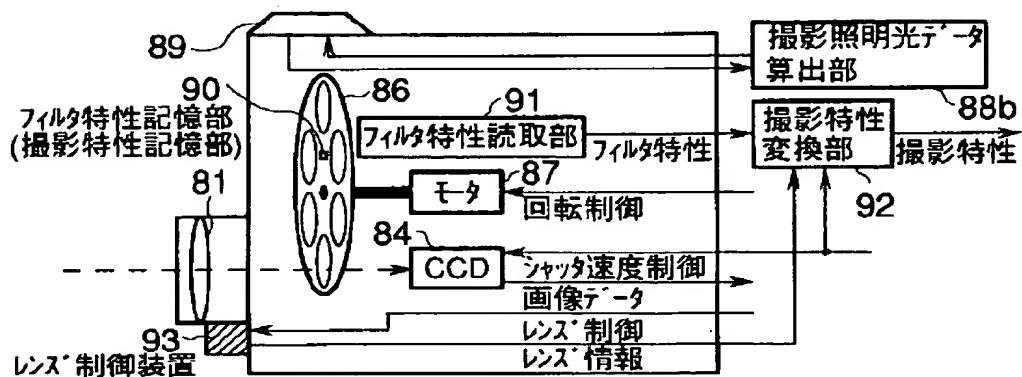 89
撮影照明光データ
算出部
88b
90
86
フィルタ特性記憶部
(撮影特性記憶部)
91
フィルタ特性読取部
フィルタ特性
撮影特性
変換部
撮影特性
92
81
87
モータ
回転制御
84
CCD
シャッタ速度制御
画像データ
93
レンズ制御
レンズ制御装置
レンズ情報